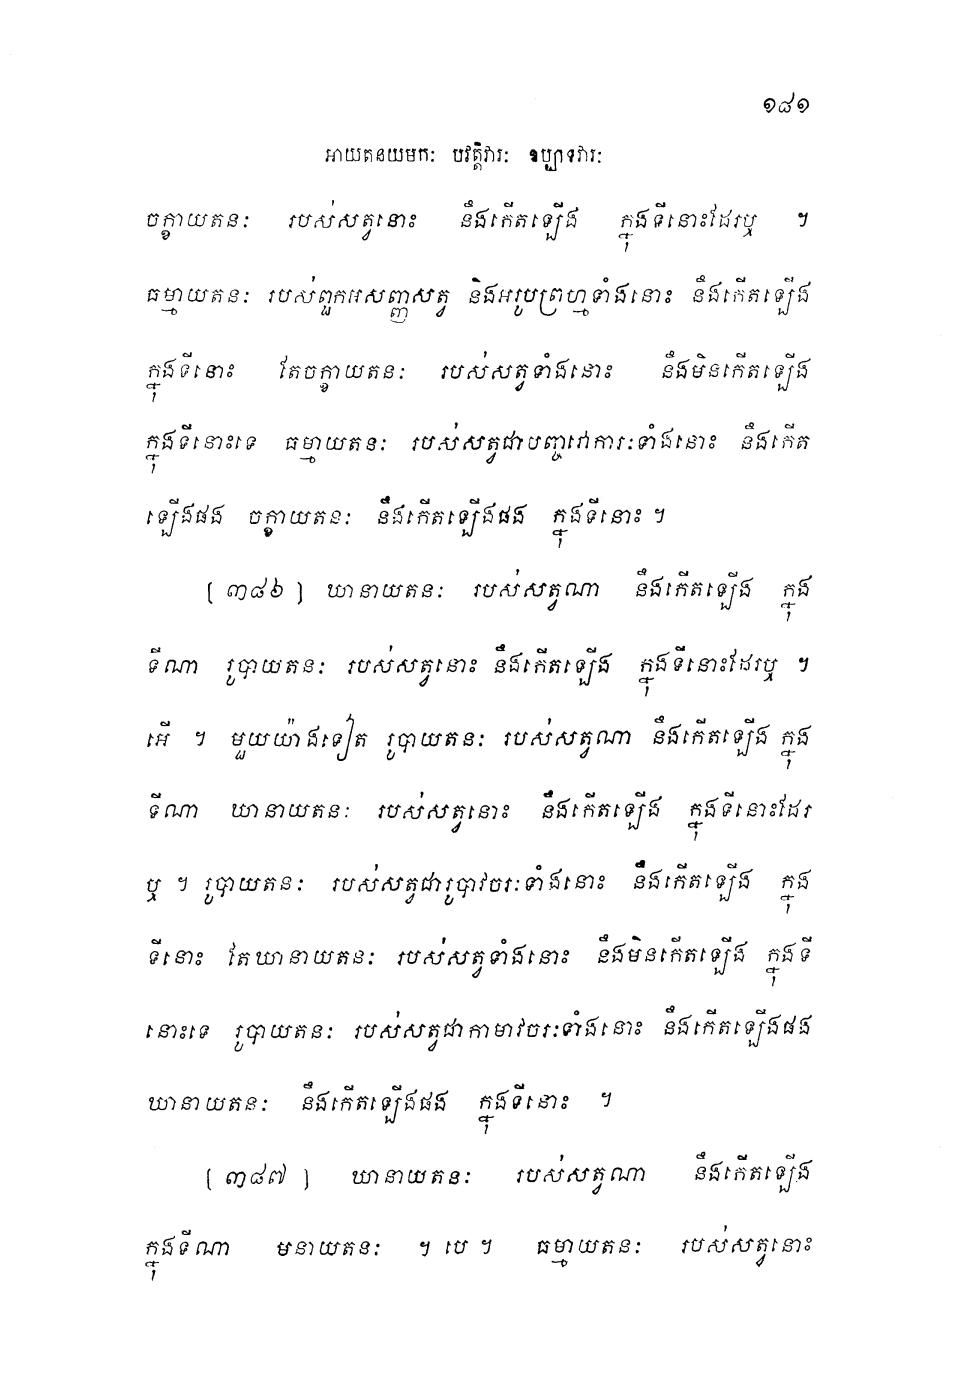 ១៨១
អាយតនយមកៈ បវត្តិវារៈ ឧប្បាទវារៈ
ចក្ខាយតនៈ របស់សត្វនោះ នឹងកើតឡើង ក្នុងទីនោះដែរឬ ។
ធម្មាយតនៈ របស់ពួកអសញ្ញសត្វ និងអរូបព្រហ្មទាំងនោះ នឹងកើតឡើង
ក្នុងទីនោះ តែចក្ខាយតនៈ របស់សត្វទាំងនោះ នឹងមិនកើតឡើង
ក្នុងទីនោះទេ ធម្មាយតនៈ របស់សត្វជាបញ្ចវោការៈទាំងនោះ នឹងកើត
ឡើងផង ចក្ខាយតនៈ នឹងកើតឡើងផង ក្នុងទីនោះ ។
[ ៣៨៦ ] ឃានាយតនៈ របស់សត្វណា នឹងកើតឡើង ក្នុង
ទីណា រូបាយតនៈ របស់សត្វនោះ នឹងកើតឡើង ក្នុងទីនោះដែរឬ ។
អើ ។ មួយយ៉ាងទៀត រូបាយតនៈ របស់សត្វណា នឹងកើតឡើង ក្នុង
ទីណា ឃានាយតនៈ របស់សត្វនោះ នឹងកើតឡើង ក្នុងទីនោះដែរ
ឬ ។ រូបាយតនៈ របស់សត្វជារូបាវចរៈទាំងនោះ នឹងកើតឡើង ក្នុង
ទីនោះ តែឃានាយតនៈ របស់សត្វទាំងនោះ នឹងមិនកើតឡើង ក្នុងទី
នោះទេ រូបាយតនៈ របស់សត្វជាកាមាវចរៈទាំងនោះ នឹងកើតឡើងផង
ឃានាយតនៈ នឹងកើតឡើងផង ក្នុងទីនោះ ។
[ ៣៨៧ ] ឃានាយតនៈ របស់សត្វណា នឹងកើតឡើង
ក្នុងទីណា មនាយតនៈ ។ បេ ។ ធម្មាយតនៈ របស់សត្វនោះ